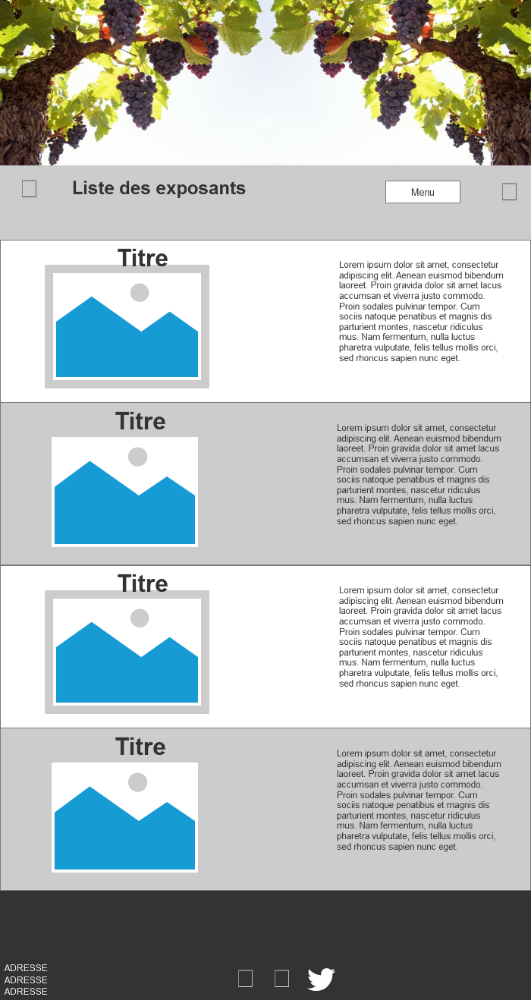 Liste des exposants
Menu
Titre
Lorem ipsum dolor sit amet, consectetur
adipiscing elit. Aenean euismod bibendum
laoreet. Proin gravida dolor sit amet lacus
accumsan et viverra justo commodo.
Proin sodales pulvinar tempor. Cum
sociis natoque penatibus et magnis dis
parturient montes, nascetur ridiculus
mus. Nam fermentum, nulla luctus
pharetra vulputate, felis tellus mollis orci,
sed rhoncus sapien nunc eget.
Titre
Lorem ipsum dolor sit amet, consectetur
adipiscing elit. Aenean euismod bibendum
laoreet. Proin gravida dolor sit amet lacus
accumsan et viverra justo commodo.
Proin sodales pulvinar tempor. Cum
sociis natoque penatibus et magnis dis
parturient montes, nascetur ridiculus
mus. Nam fermentum, nulla luctus
pharetra vulputate, felis tellus mollis orci,
sed rhoncus sapien nunc eget.
Titre
Lorem ipsum dolor sit amet, consectetur
adipiscing elit. Aenean euismod bibendum
laoreet. Proin gravida dolor sit amet lacus
accumsan et viverra justo commodo.
Proin sodales pulvinar tempor. Cum
sociis natoque penatibus et magnis dis
parturient montes, nascetur ridiculus
mus. Nam fermentum, nulla luctus
pharetra vulputate, felis tellus mollis orci,
sed rhoncus sapien nunc eget.
Titre
Lorem ipsum dolor sit amet, consectetur
adipiscing elit. Aenean euismod bibendum
laoreet. Proin gravida dolor sit amet lacus
accumsan et viverra justo commodo.
Proin sodales pulvinar tempor. Cum
sociis natoque penatibus et magnis dis
parturient montes, nascetur ridiculus
mus. Nam fermentum, nulla luctus
pharetra vulputate, felis tellus mollis orci,
sed rhoncus sapien nunc eget.
ADRESSE
ADRESSE
ADRESSE